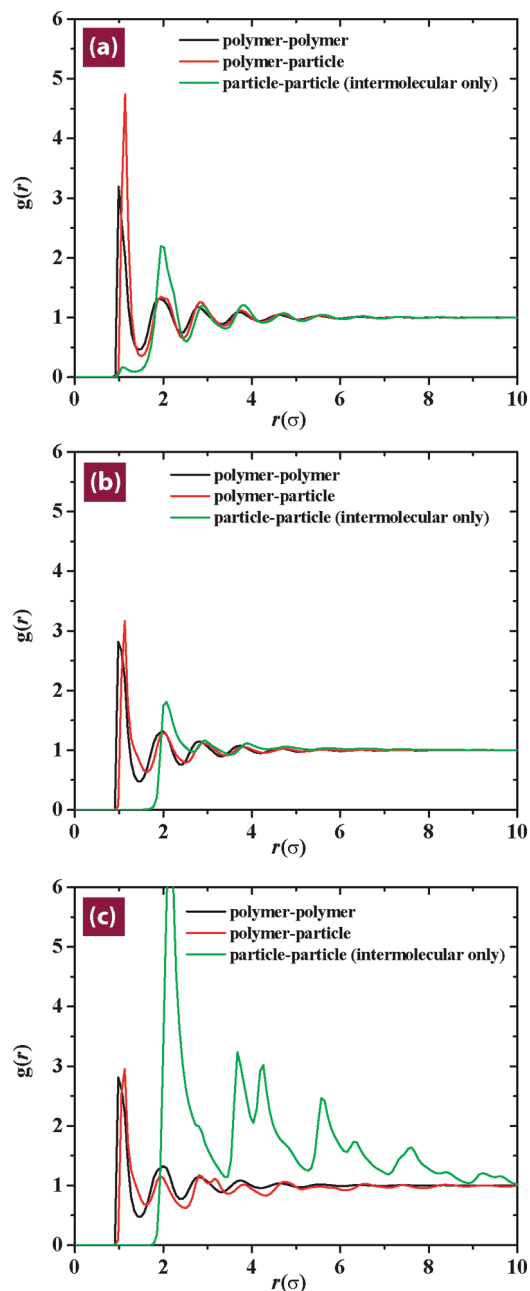 (a)
polymer-polymer
polymer-particle
particle-particle (intermolecular only)
6
5
4
3
2
1
0
g(r)
0 2 4 6 8 10
r(σ)
(b)
polymer-polymer
polymer-particle
particle-particle (intermolecular only)
6
5
4
3
2
1
0
g(r)
0 2 4 6 8 10
r(σ)
(c)
polymer-polymer
polymer-particle
particle-particle (intermolecular only)
6
5
4
3
2
1
0
g(r)
0 2 4 6 8 10
r(σ)